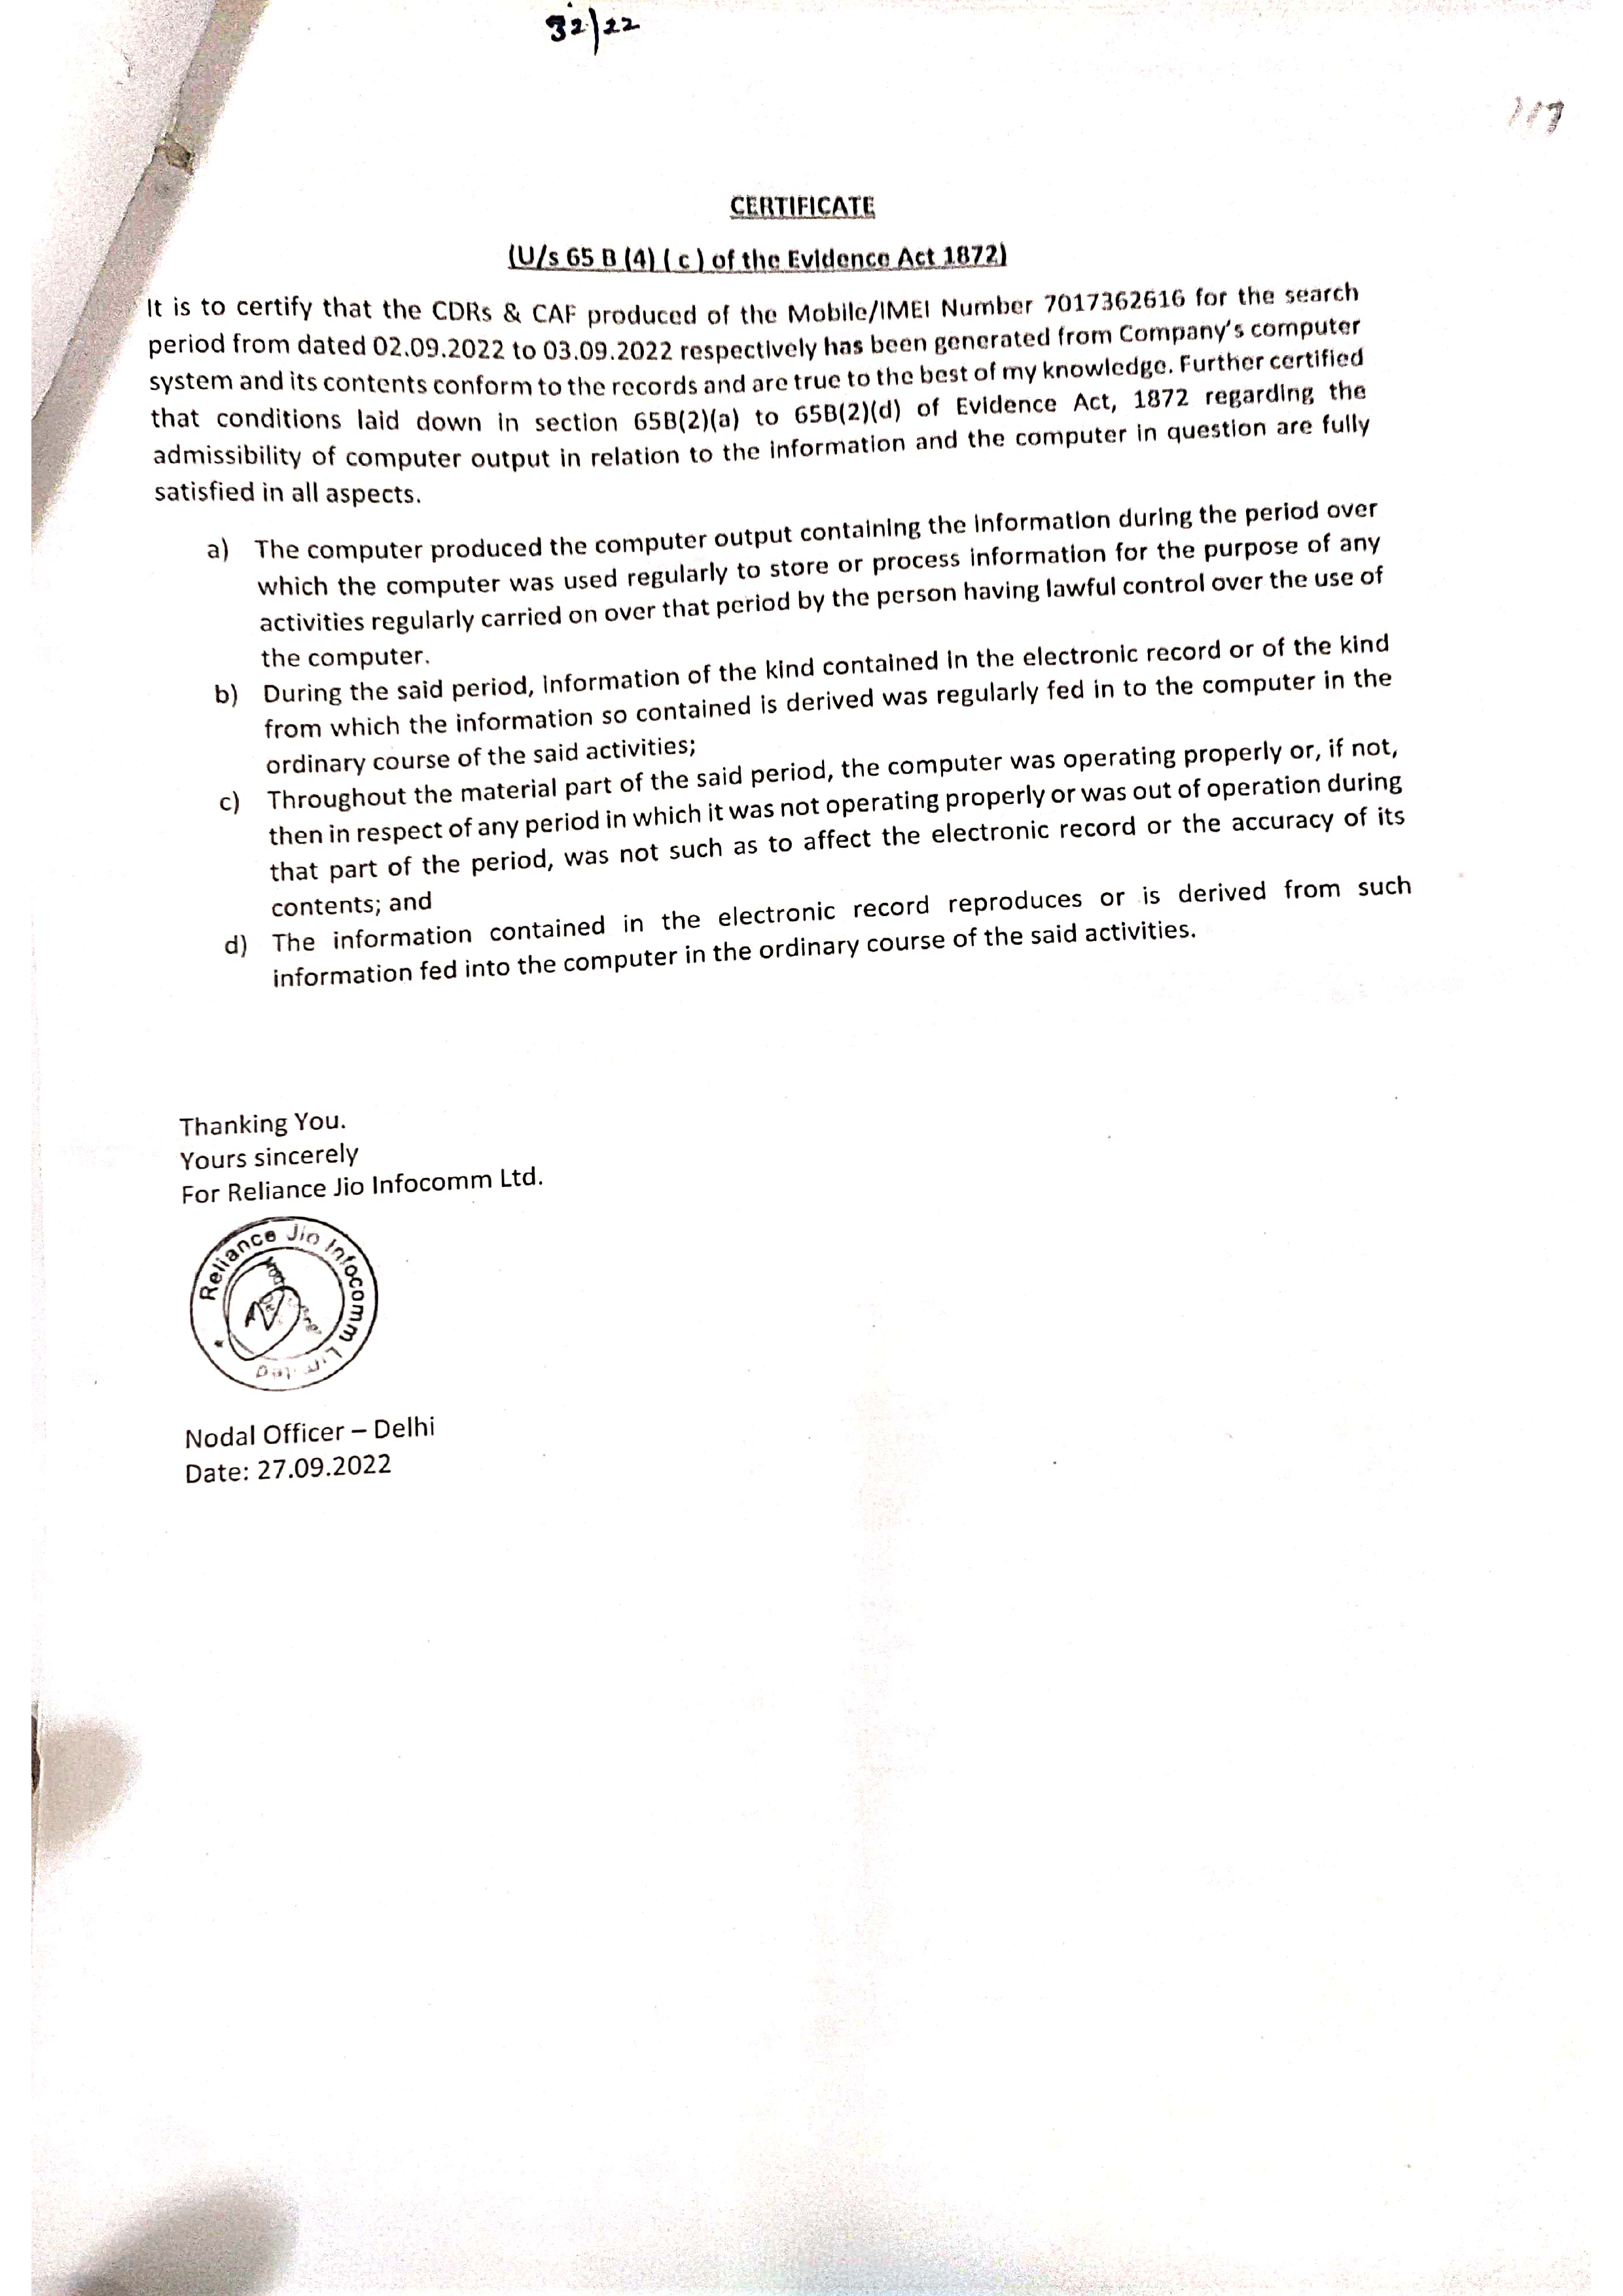 32/22
117
CERTIFICATE
(U/s 65 B (4) ( c ) of the Evidence Act 1872)
It is to certify that the CDRs & CAF produced of the Mobile/IMEI Number 7017362616 for the search
period from dated 02.09.2022 to 03.09.2022 respectively has been generated from Company's computer
system and its contents conform to the records and are true to the best of my knowledge. Further certified
that conditions laid down in section 65B(2)(a) to 65B(2)(d) of Evidence Act, 1872 regarding the
admissibility of computer output in relation to the information and the computer in question are fully
satisfied in all aspects.
a) The computer produced the computer output containing the information during the period over
which the computer was used regularly to store or process information for the purpose of any
activities regularly carried on over that period by the person having lawful control over the use of
the computer.
b) During the said period, information of the kind contained in the electronic record or of the kind
from which the information so contained is derived was regularly fed in to the computer in the
ordinary course of the said activities;
c) Throughout the material part of the said period, the computer was operating properly or, if not,
then in respect of any period in which it was not operating properly or was out of operation during
that part of the period, was not such as to affect the electronic record or the accuracy of its
contents; and
d) The information contained in the electronic record reproduces or is derived from such
information fed into the computer in the ordinary course of the said activities.
Thanking You.
Yours sincerely
For Reliance Jio Infocomm Ltd.
Reliance Jio Infocomm Limited
Nodal Officer – Delhi
Date: 27.09.2022